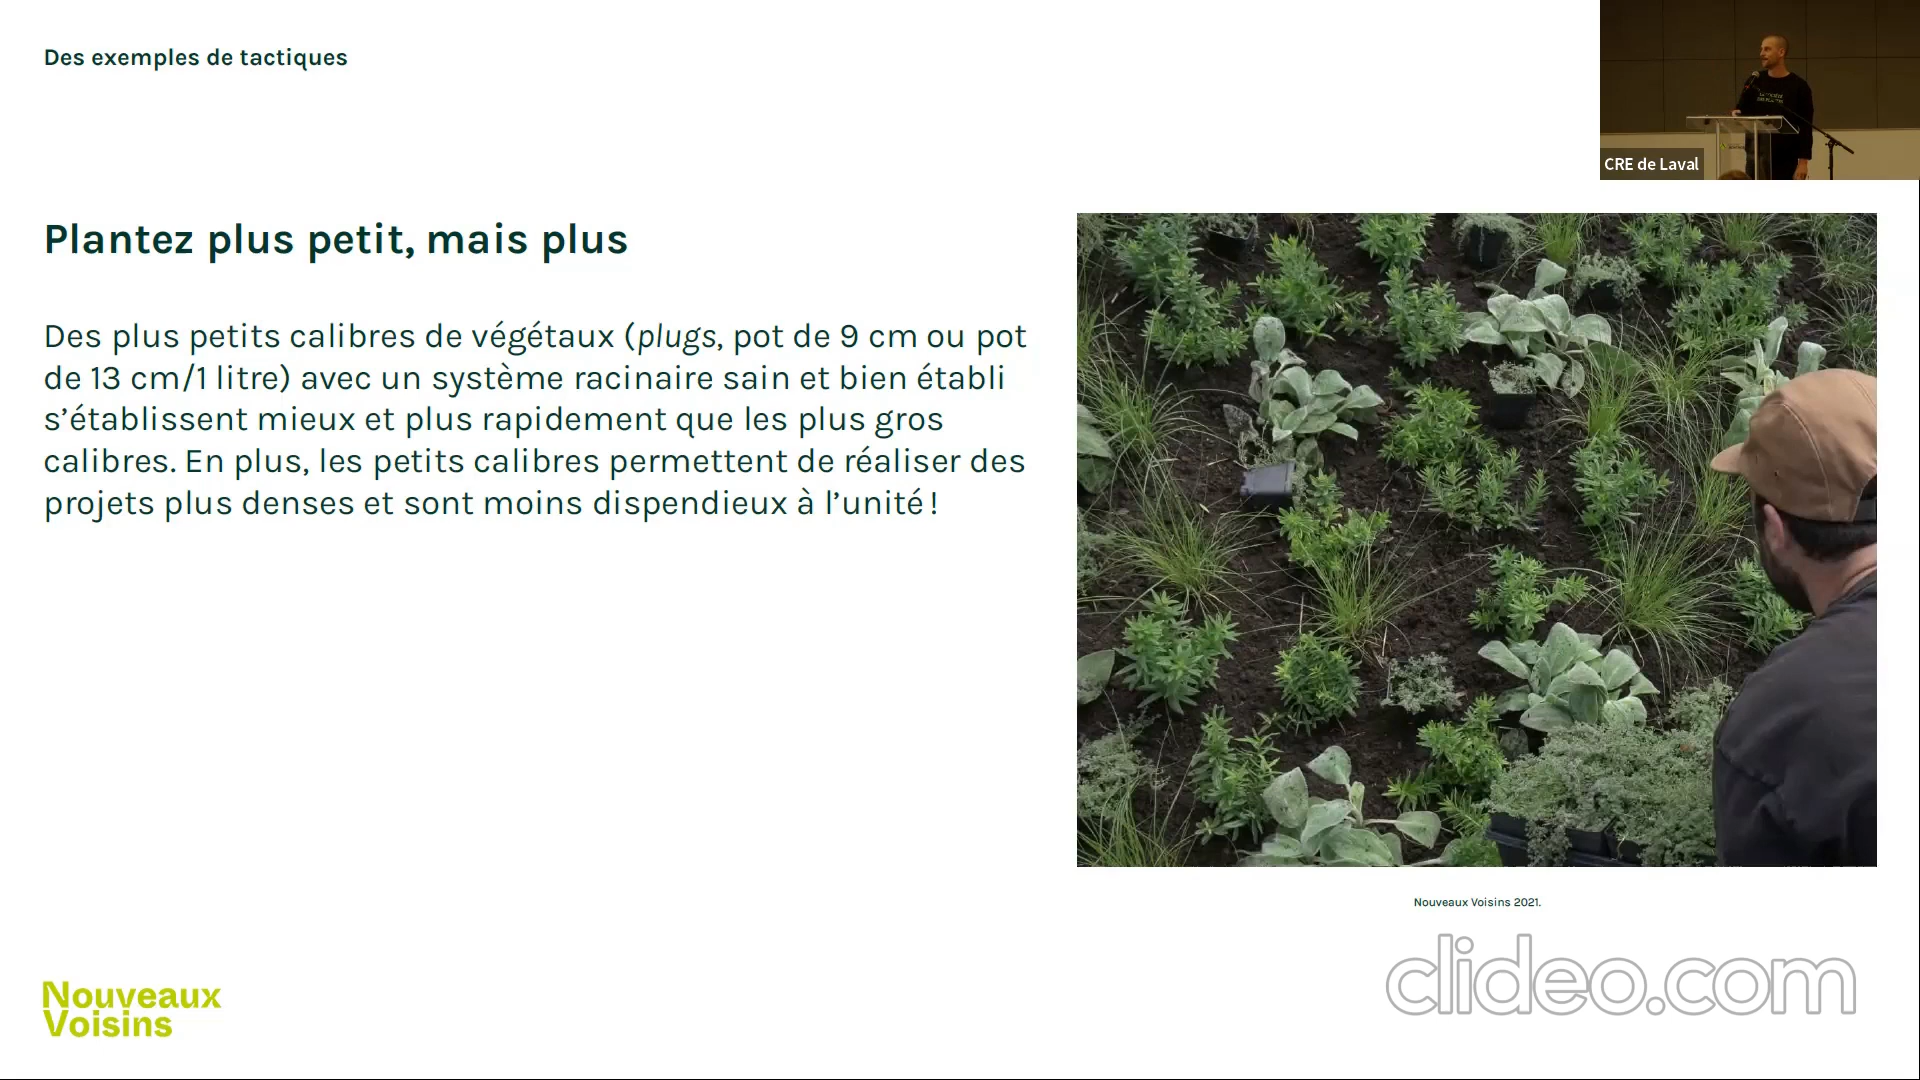 Des exemples de tactiques
CRE de Laval
Plantez plus petit, mais plus
Des plus petits calibres de végétaux (plugs, pot de 9 cm ou pot
de 13 cm/1 litre) avec un système racinaire sain et bien établi
s’établissent mieux et plus rapidement que les plus gros
calibres. En plus, les petits calibres permettent de réaliser des
projets plus denses et sont moins dispendieux à l’unité !
Nouveaux Voisins 2021.
Nouveaux
Voisins
clideo.com